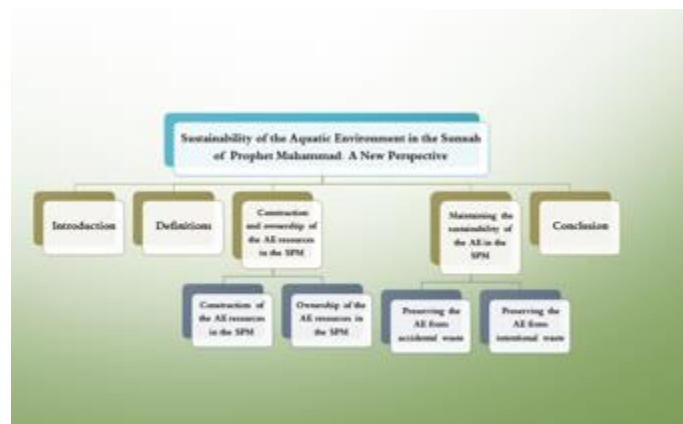 Sustainability of the Aquatic Environment in the Sunnah
of Prophet Muhammad. A New Perspective
Introduction
Definitions
Construction
and ownership of
the AE resources
in the SPM
Maintaining the
sustainability of
the AE in the
SPM
Conclusion
Construction of
the AE resources
in the SPM
Ownership of the
AE resources in
the SPM
Preserving the
AE from
accidental waste
Preserving the
AE from
intentional waste